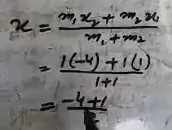 x = (m₁x₂ + m₂x₁)/(m₁ + m₂)
= (1(-4) + 1(1))/(1+1)
= (-4+1)/